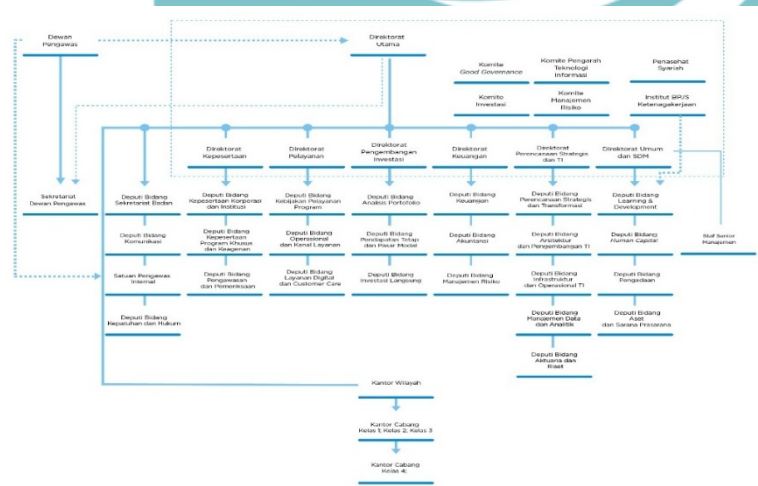 Dewan
Pengawas
Direktorat
Utama
Komite
Good Governance
Komite Pengarah
Teknologi
Informasi
Penasehat
Syariah
Komite
Investasi
Komite
Manajemen
Risiko
Institut BPJS
Ketenagakerjaan
Direktorat
Kepesertaan
Direktorat
Pelayanan
Direktorat
Pengembangan
Investasi
Direktorat
Keuangan
Direktorat
Perencanaan Strategis
dan TI
Direktorat Umum
dan SDM
Sekretariat
Dewan Pengawas
Deputi Bidang
Sekretariat Badan
Deputi Bidang
Kepesertaan Korporasi
dan Institusi
Deputi Bidang
Kebijakan Pelayanan
Program
Deputi Bidang
Analisis Portofolio
Deputi Bidang
Keuangan
Deputi Bidang
Perencanaan Strategis
dan Transformasi
Deputi Bidang
Learning &
Development
Deputi Bidang
Komunikasi
Deputi Bidang
Kepesertaan
Program Khusus
dan Keagenan
Deputi Bidang
Operasional
dan Kanal Layanan
Deputi Bidang
Pendapatan Tetap
dan Pasar Modal
Deputi Bidang
Akuntansi
Deputi Bidang
Arsitektur
dan Pengembangan TI
Deputi Bidang
Human Capital
Staf Senior
Manajemen
Satuan Pengawas
Internal
Deputi Bidang
Pengawasan
dan Pemeriksaan
Deputi Bidang
Layanan Digital
dan Customer Care
Deputi Bidang
Investasi Langsung
Deputi Bidang
Manajemen Risiko
Deputi Bidang
Infrastruktur
dan Operasional TI
Deputi Bidang
Pengadaan
Deputi Bidang
Kepatuhan dan Hukum
Deputi Bidang
Manajemen Data
dan Analitik
Deputi Bidang
Aset
dan Sarana Prasarana
Deputi Bidang
Aktuaria dan
Riset
Kantor Wilayah
Kantor Cabang
Kelas 1, Kelas 2, Kelas 3
Kantor Cabang
Kelas 4;